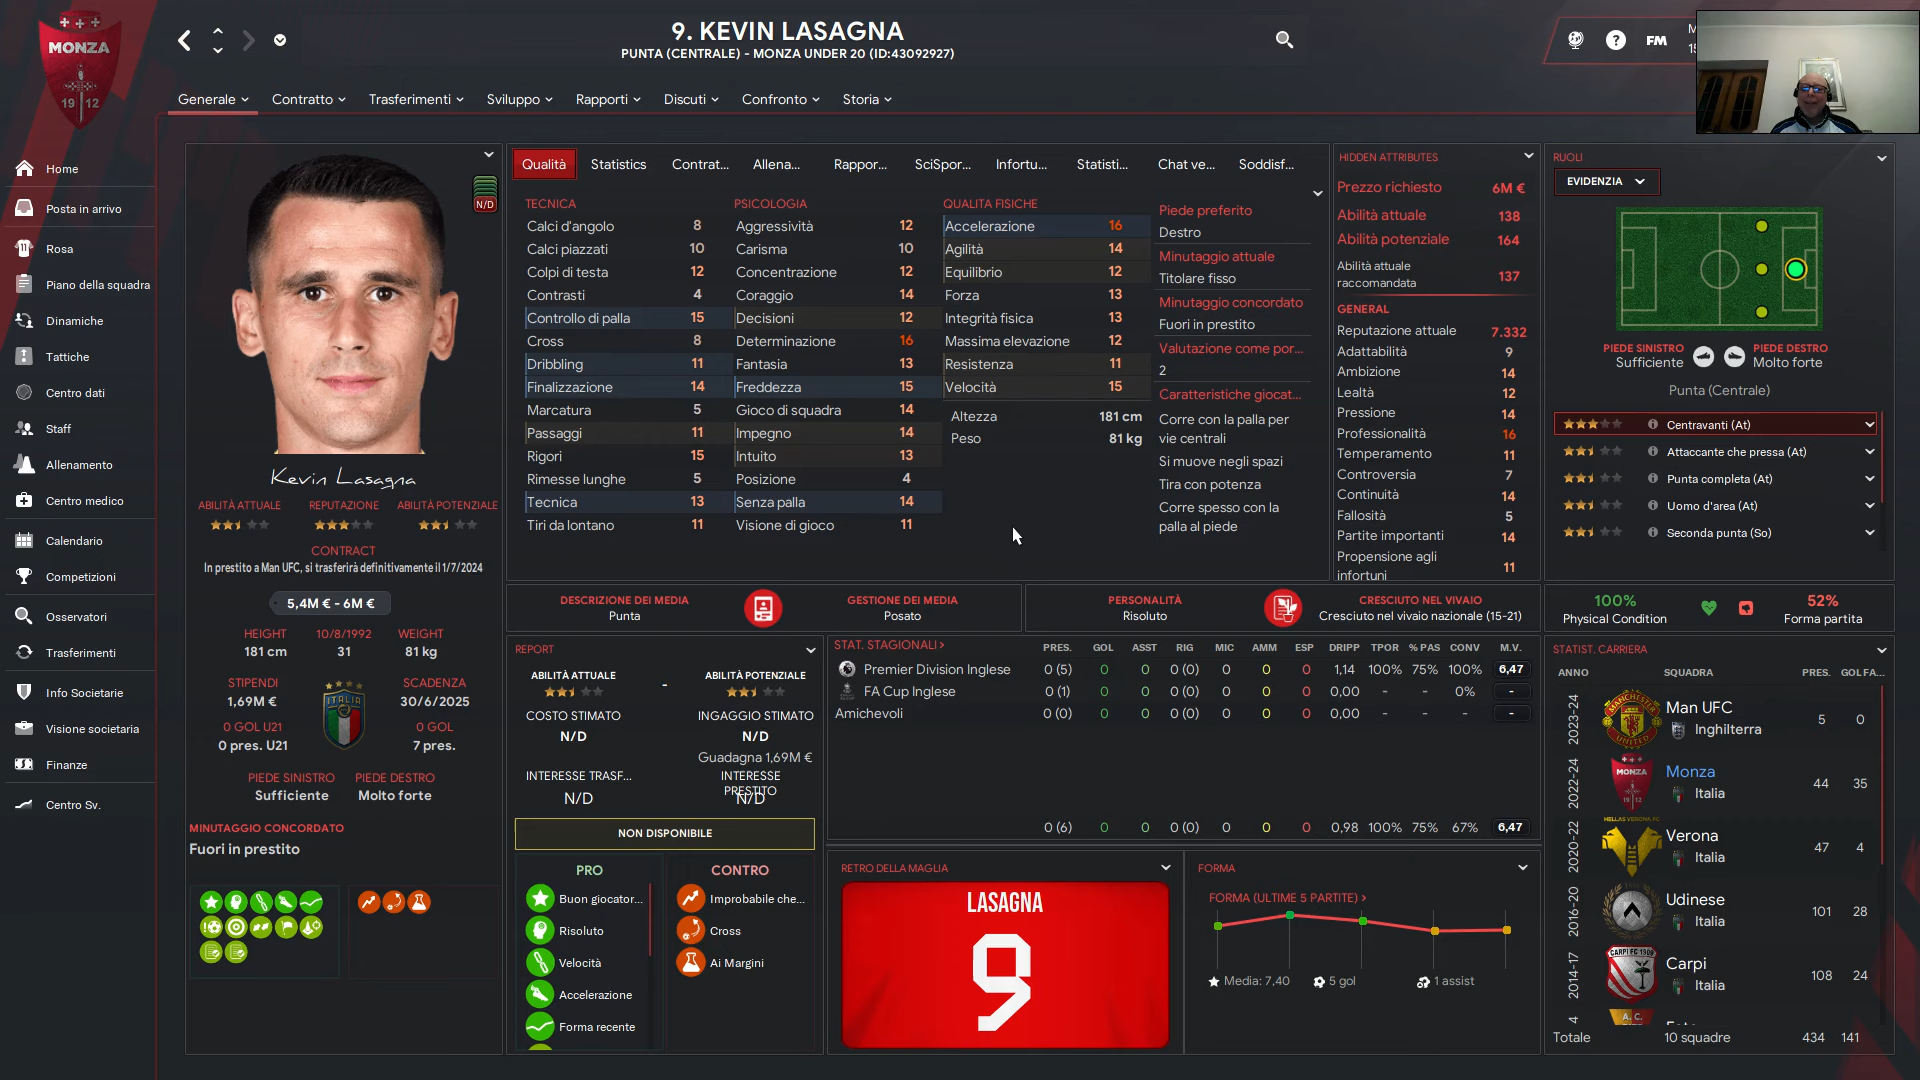 MONZA
19 12
9. KEVIN LASAGNA
PUNTA (CENTRALE) - MONZA UNDER 20 (ID:43092927)
FM
Generale Contratto Trasferimenti Sviluppo Rapporti Discuti Confronto Storia
Home
Posta in arrivo
Rosa
Piano della squadra
Dinamiche
Tattiche
Centro dati
Staff
Allenamento
Centro medico
Calendario
Competizioni
Osservatori
Trasferimenti
Info Societarie
Visione societaria
Finanze
Centro Sv.
N/D
Kevin Lasagna
ABILITÀ ATTUALE REPUTAZIONE ABILITÀ POTENZIALE
CONTRACT
In prestito a Man UFC, si trasferirà definitivamente il 1/7/2024
5,4M € - 6M €
HEIGHT 10/8/1992 WEIGHT
181 cm 31 81 kg
STIPENDI SCADENZA
1,69M € 30/6/2025
ITALIA
0 GOL U21 0 GOL
0 pres. U21 7 pres.
PIEDE SINISTRO PIEDE DESTRO
Sufficiente Molto forte
MINUTAGGIO CONCORDATO
Fuori in prestito
Qualità Statistics Contrat... Allena... Rappor... SciSpor... Infortu... Statisti... Chat ve... Soddisf...
TECNICA
Calci d'angolo 8
Calci piazzati 10
Colpi di testa 12
Contrasti 4
Controllo di palla 15
Cross 8
Dribbling 11
Finalizzazione 14
Marcatura 5
Passaggi 11
Rigori 15
Rimesse lunghe 5
Tecnica 13
Tiri da lontano 11
PSICOLOGIA
Aggressività 12
Carisma 10
Concentrazione 12
Coraggio 14
Decisioni 12
Determinazione 16
Fantasia 13
Freddezza 15
Gioco di squadra 14
Impegno 14
Intuito 13
Posizione 4
Senza palla 14
Visione di gioco 11
QUALITA FISICHE
Accelerazione 16
Agilità 14
Equilibrio 12
Forza 13
Integrità fisica 13
Massima elevazione 12
Resistenza 11
Velocità 15
Altezza 181 cm
Peso 81 kg
Piede preferito
Destro
Minutaggio attuale
Titolare fisso
Minutaggio concordato
Fuori in prestito
Valutazione come por...
2
Caratteristiche giocat...
Corre con la palla per
vie centrali
Si muove negli spazi
Tira con potenza
Corre spesso con la
palla al piede
HIDDEN ATTRIBUTES
Prezzo richiesto 6M €
Abilità attuale 138
Abilità potenziale 164
Abilità attuale
raccomandata 137
GENERAL
Reputazione attuale 7.332
Adattabilità 9
Ambizione 14
Lealtà 12
Pressione 14
Professionalità 16
Temperamento 11
Controversia 7
Continuità 14
Fallosità 5
Partite importanti 14
Propensione agli
infortuni 11
RUOLI
EVIDENZIA
PIEDE SINISTRO PIEDE DESTRO
Sufficiente Molto forte
Punta (Centrale)
Centravanti (At)
Attaccante che pressa (At)
Punta completa (At)
Uomo d'area (At)
Seconda punta (So)
DESCRIZIONE DEI MEDIA GESTIONE DEI MEDIA
Punta Posato
PERSONALITÀ CRESCIUTO NEL VIVAIO
Risoluto Cresciuto nel vivaio nazionale (15-21)
100% 52%
Physical Condition Forma partita
REPORT
ABILITÀ ATTUALE - ABILITÀ POTENZIALE
COSTO STIMATO INGAGGIO STIMATO
N/D N/D
Guadagna 1,69M €
INTERESSE TRASF... INTERESSE
PRESTITO
N/D N/D
NON DISPONIBILE
PRO
Buon giocator...
Risoluto
Velocità
Accelerazione
Forma recente
CONTRO
Improbabile che...
Cross
Ai Margini
STAT. STAGIONALI > PRES. GOL ASST RIG MIC AMM ESP DRIPP TPOR % PAS CONV M.V.
Premier Division Inglese 0 (5) 0 0 0 (0) 0 0 0 1,14 100% 75% 100% 6,47
FA Cup Inglese 0 (1) 0 0 0 (0) 0 0 0 0,00 - - 0% -
Amichevoli 0 (0) 0 0 0 (0) 0 0 0 0,00 - - - -
0 (6) 0 0 0 (0) 0 0 0 0,98 100% 75% 67% 6,47
RETRO DELLA MAGLIA
LASAGNA
9
FORMA
FORMA (ULTIME 5 PARTITE) >
Media: 7,40 5 gol 1 assist
STATIST. CARRIERA
ANNO SQUADRA PRES. GOL FA...
2023-24 Man UFC
Inghilterra 5 0
2022-24 Monza
Italia 44 35
2020-22 Verona
Italia 47 4
2016-20 Udinese
Italia 101 28
2014-17 Carpi
Italia 108 24
A.C.
Totale 10 squadre 434 141